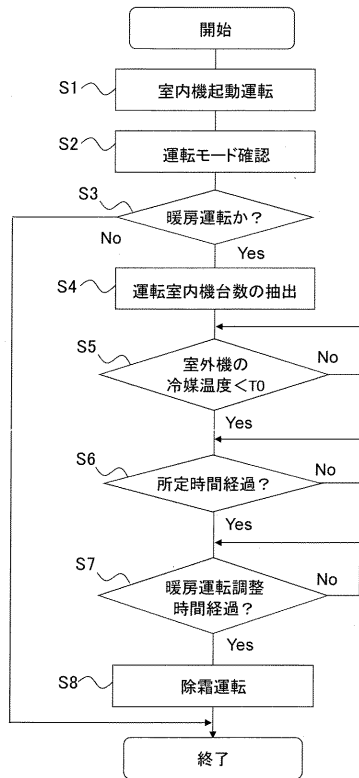 開始
S1
室内機起動運転
S2
運転モード確認
S3
暖房運転か？
No
Yes
S4
運転室内機台数の抽出
S5
室外機の
冷媒温度＜T0
No
Yes
S6
所定時間経過？
No
Yes
S7
暖房運転調整
時間経過？
No
Yes
S8
除霜運転
終了